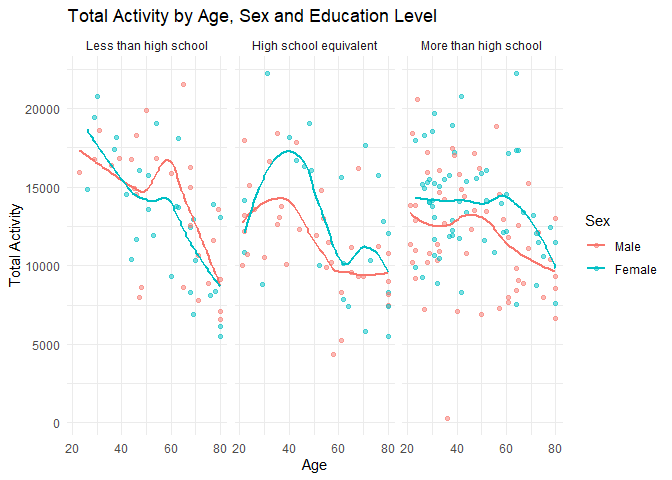 Total Activity by Age, Sex and Education Level
Less than high school
High school equivalent
More than high school
20000
15000
10000
5000
0
Total Activity
20 40 60 80 20 40 60 80 20 40 60 80
Age
Sex
Male
Female